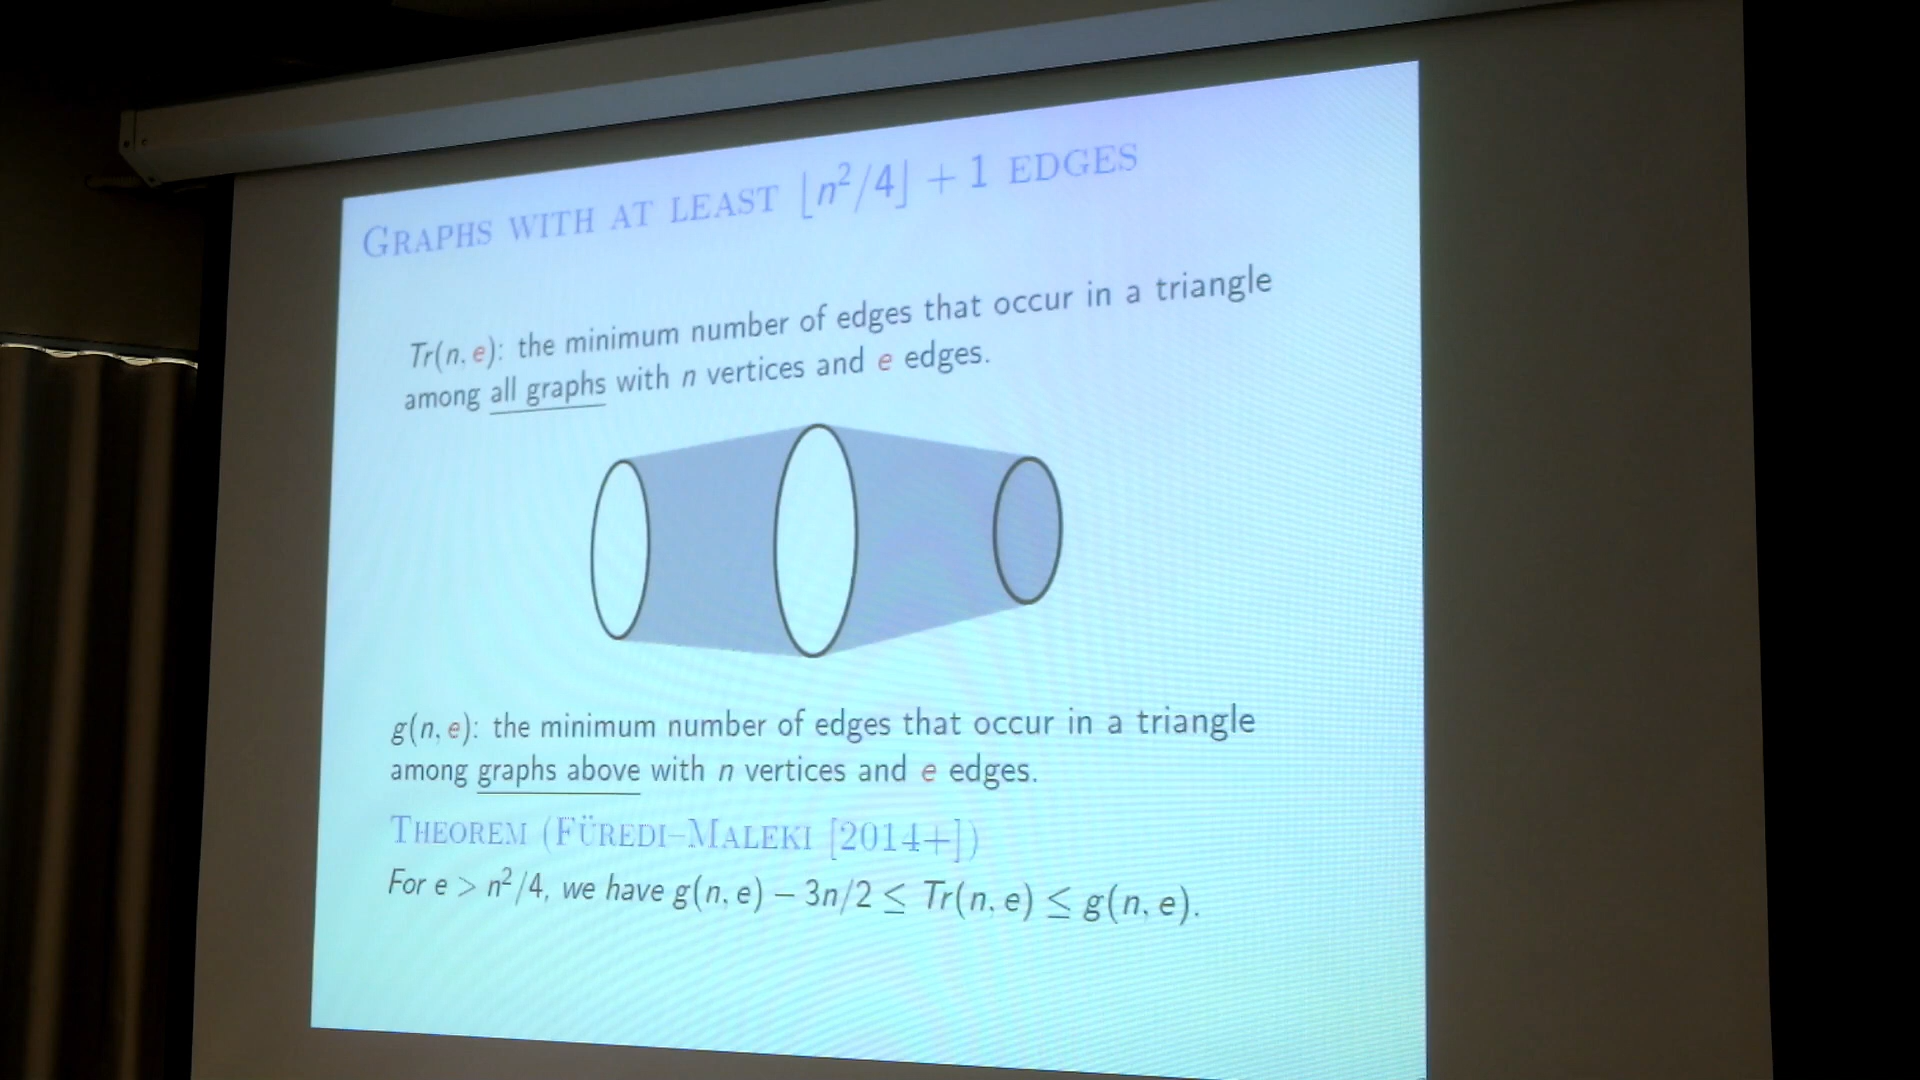 GRAPHS WITH AT LEAST ⌊n²/4⌋ + 1 EDGES
Tr(n, e): the minimum number of edges that occur in a triangle
among all graphs with n vertices and e edges.
g(n, e): the minimum number of edges that occur in a triangle
among graphs above with n vertices and e edges.
THEOREM (FÜREDI–MALEKI [2014+])
For e > n²/4, we have g(n, e) − 3n/2 ≤ Tr(n, e) ≤ g(n, e).